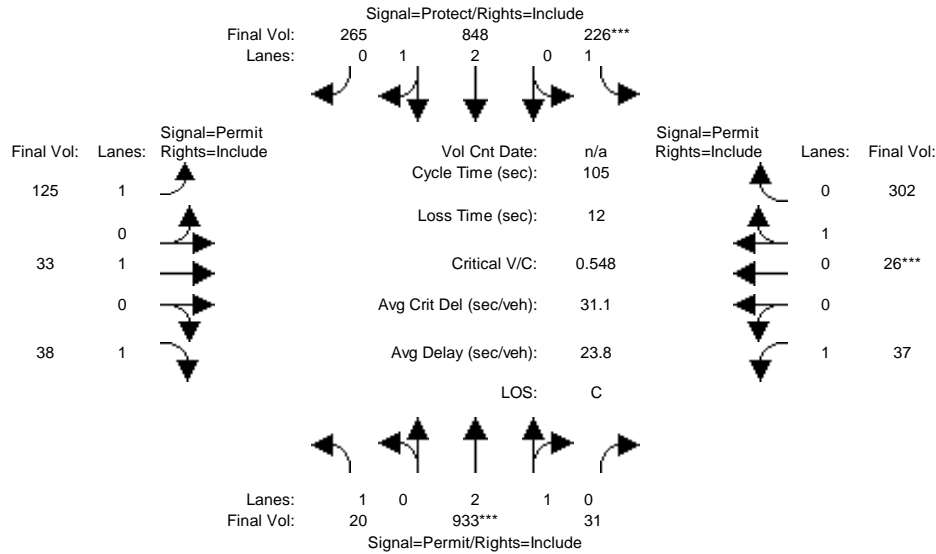 Signal=Protect/Rights=Include
Final Vol: 265 848 226***
Lanes: 0 1 2 0 1
Signal=Permit
Final Vol: Lanes: Rights=Include
Vol Cnt Date: n/a
Signal=Permit
Rights=Include Lanes: Final Vol:
Cycle Time (sec): 105
125 1
0 302
Loss Time (sec): 12
0
1
33 1
Critical V/C: 0.548
0 26***
0
Avg Crit Del (sec/veh): 31.1
0
38 1
Avg Delay (sec/veh): 23.8
1 37
LOS: C
Lanes: 1 0 2 1 0
Final Vol: 20 933*** 31
Signal=Permit/Rights=Include